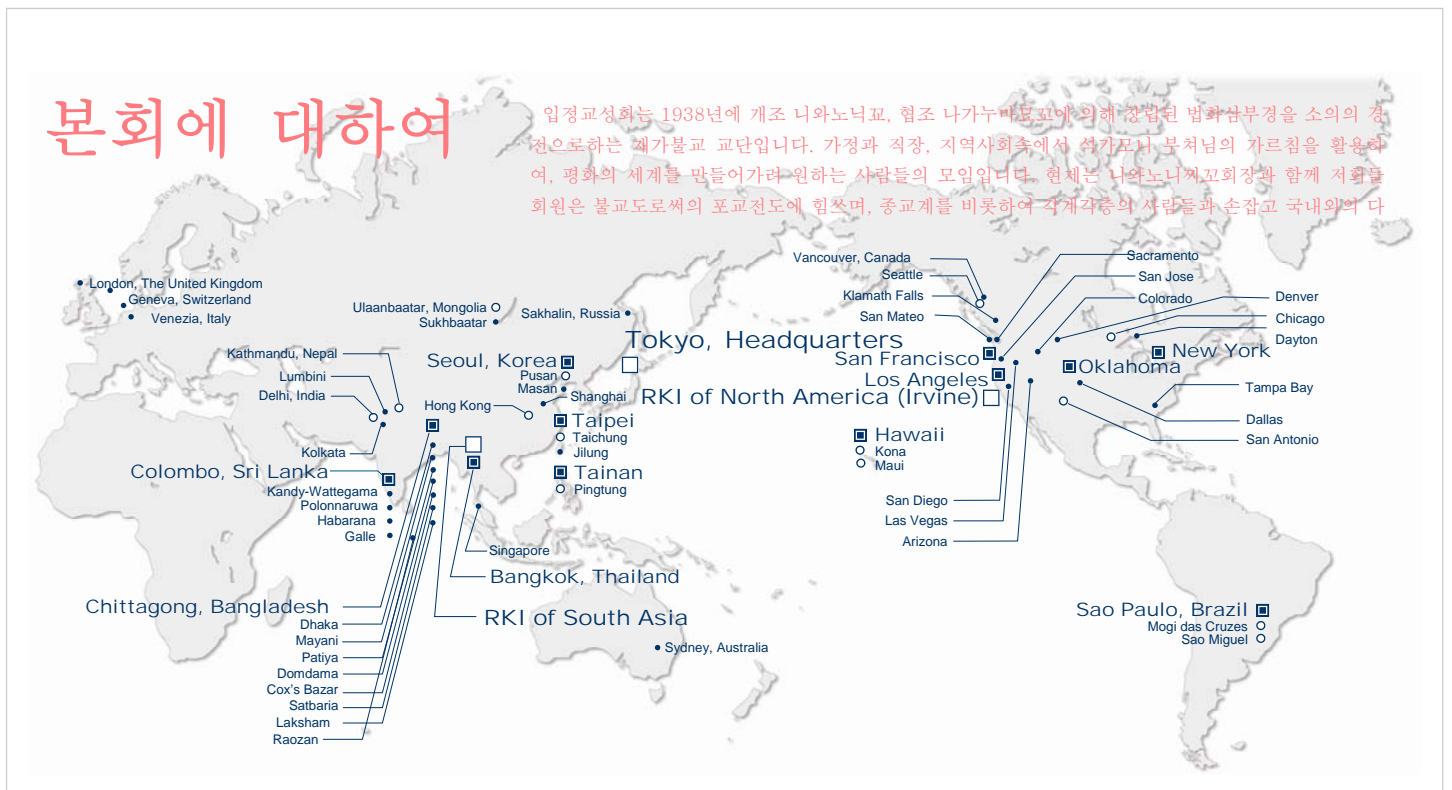 본회에 대하여
입정교성회는 1938년에 개조 니와노닉쿄, 협조 나가누마묘꼬에 의해 창립된 법화삼부경을 소의의 경
전으로하는 재가불교 교단입니다. 가정과 직장, 지역사회속에서 석가모니 부쳐님의 가르침을 활용하
여, 평화의 세계를 만들어가려 원하는 사람들의 모임입니다. 현재는 니와노니찌꼬회장과 함께 저희들
회원은 불교도로써의 포교전도에 힘쓰며, 종교계를 비롯하여 각계각층의 사람들과 손잡고 국내외의 다
London, The United Kingdom
Geneva, Switzerland
Venezia, Italy
Ulaanbaatar, Mongolia
Sukhbaatar
Sakhalin, Russia
Tokyo, Headquarters
Seoul, Korea
Pusan
Masan
Shanghai
Hong Kong
Kathmandu, Nepal
Lumbini
Delhi, India
Kolkata
Colombo, Sri Lanka
Kandy-Wattegama
Polonnaruwa
Habarana
Galle
Taipei
Taichung
Jilung
Tainan
Pingtung
Singapore
Bangkok, Thailand
RKI of South Asia
Chittagong, Bangladesh
Dhaka
Mayani
Patiya
Domdama
Cox's Bazar
Satbaria
Laksham
Raozan
Sydney, Australia
Vancouver, Canada
Seattle
Klamath Falls
San Mateo
San Francisco
Los Angeles
RKI of North America (Irvine)
Hawaii
Kona
Maui
San Diego
Las Vegas
Arizona
Sacramento
San Jose
Colorado
Denver
Chicago
Dayton
New York
Oklahoma
Tampa Bay
Dallas
San Antonio
Sao Paulo, Brazil
Mogi das Cruzes
Sao Miguel